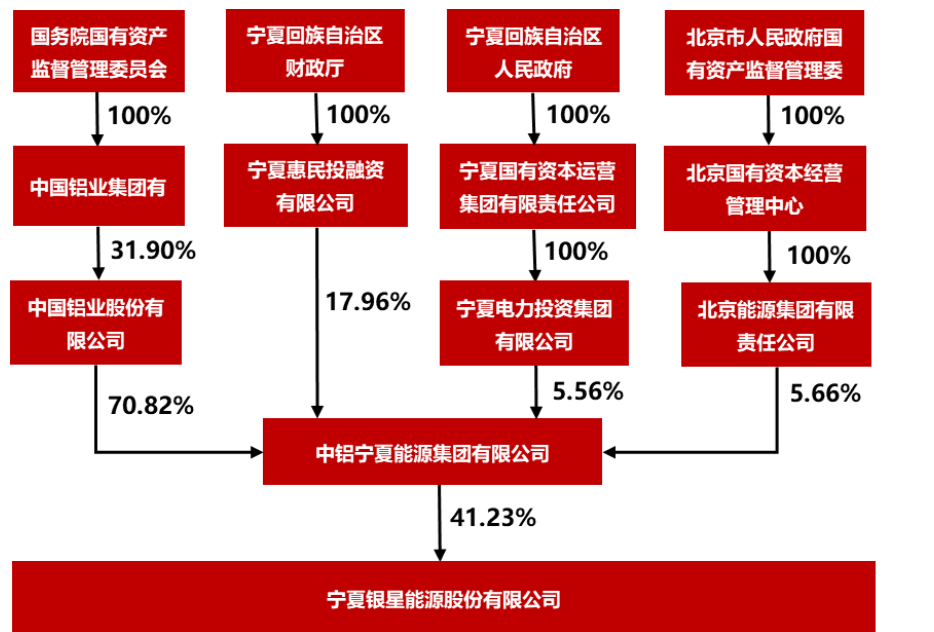 国务院国有资产
监督管理委员会
宁夏回族自治区
财政厅
宁夏回族自治区
人民政府
北京市人民政府国
有资产监督管理委
100%
100%
100%
100%
中国铝业集团有
宁夏惠民投融资
有限公司
宁夏国有资本运营
集团有限责任公司
北京国有资本经营
管理中心
31.90%
17.96%
100%
100%
中国铝业股份有
限公司
宁夏电力投资集团
有限公司
北京能源集团有限
责任公司
70.82%
5.56%
5.66%
中铝宁夏能源集团有限公司
41.23%
宁夏银星能源股份有限公司